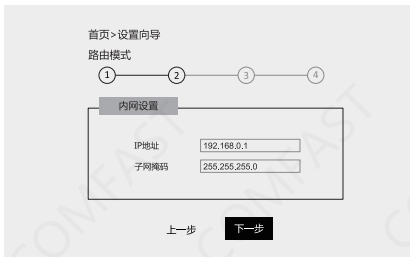 首页>设置向导
路由模式
1 2 3 4
内网设置
IP地址 192.168.0.1
子网掩码 255.255.255.0
上一步 下一步
COMFAST
COMFAST